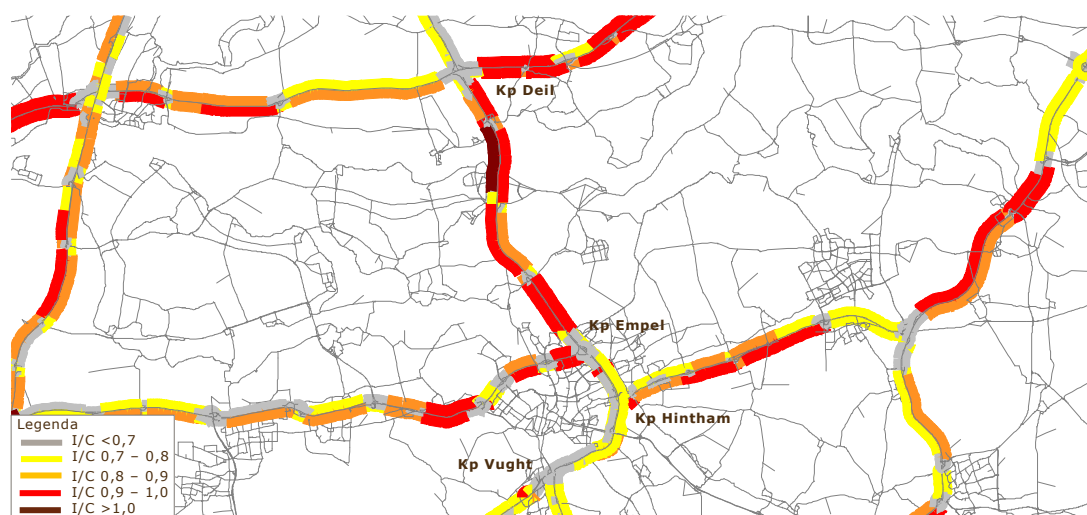 Kp Deil
Kp Empel
Kp Hintham
Kp Vught
Legenda
I/C <0,7
I/C 0,7 – 0,8
I/C 0,8 – 0,9
I/C 0,9 – 1,0
I/C >1,0